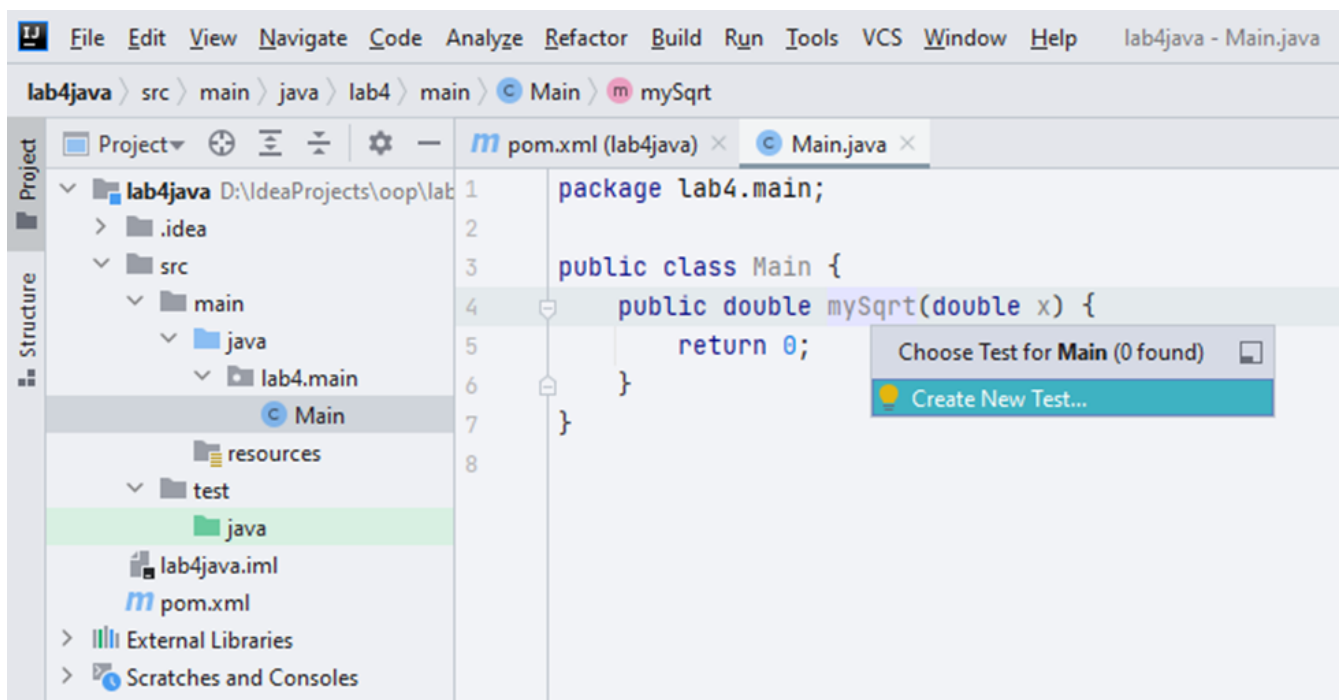 IJ File Edit View Navigate Code Analyze Refactor Build Run Tools VCS Window Help lab4java - Main.java
lab4java src main java lab4 main C Main m mySqrt
Project
Structure
Project
lab4java D:\IdeaProjects\oop\lab
.idea
src
main
java
lab4.main
C Main
resources
test
java
lab4java.iml
m pom.xml
External Libraries
Scratches and Consoles
m pom.xml (lab4java) C Main.java
1 package lab4.main;
2
3 public class Main {
4 public double mySqrt(double x) {
5 return 0;
6 }
7 }
8
Choose Test for Main (0 found)
Create New Test...